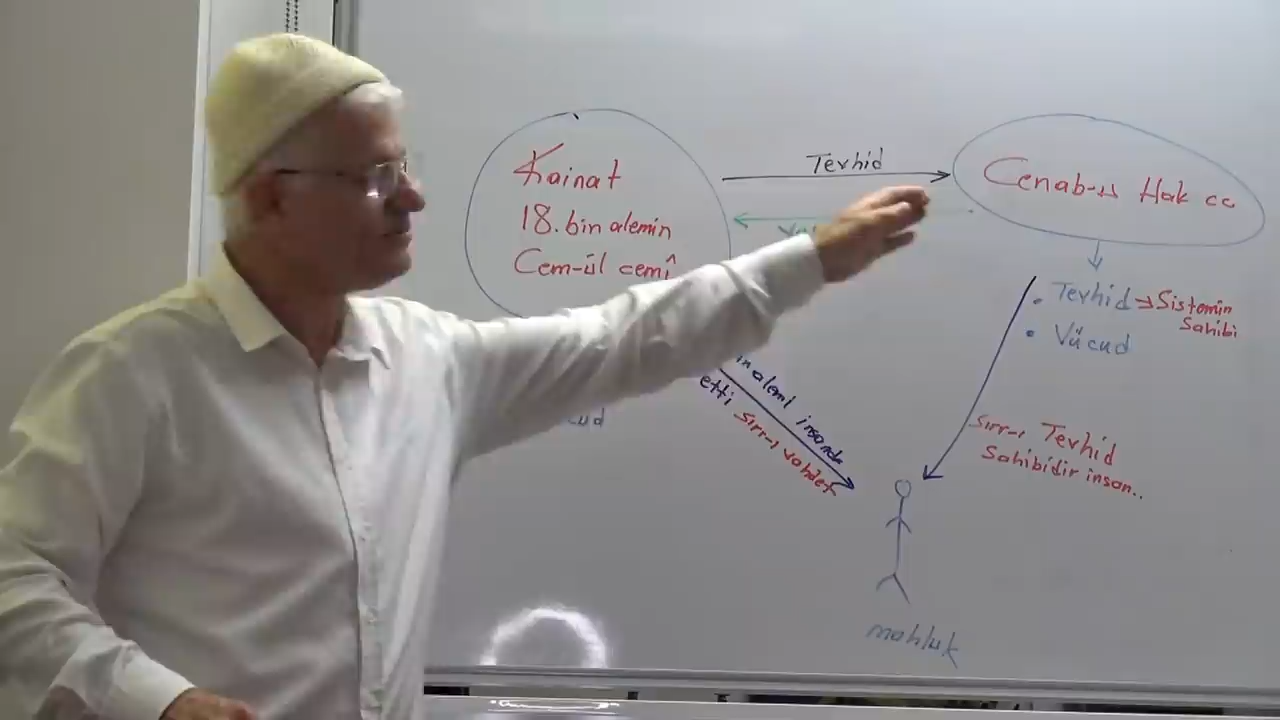 Kainat
18.bin alemin
Cem-ül cemî
Tevhid
Cenab-ıı Hak cc
Tevhid → Sistemin
Sahibi
Vücud
alemi insanda
etti sırr-ı vahdet
Sırr-ı Tevhid
Sahibidir insan..
mahluk